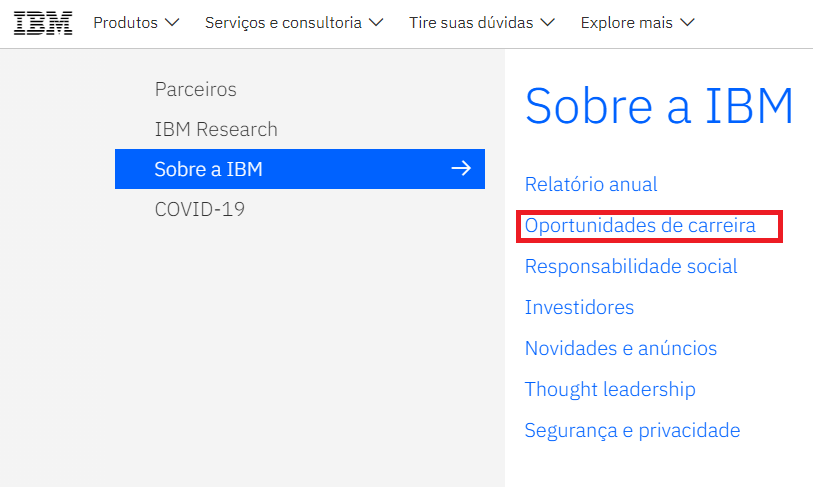 IBM Produtos Serviços e consultoria Tire suas dúvidas Explore mais
Parceiros
IBM Research
Sobre a IBM
COVID-19
Sobre a IBM
Relatório anual
Oportunidades de carreira
Responsabilidade social
Investidores
Novidades e anúncios
Thought leadership
Segurança e privacidade